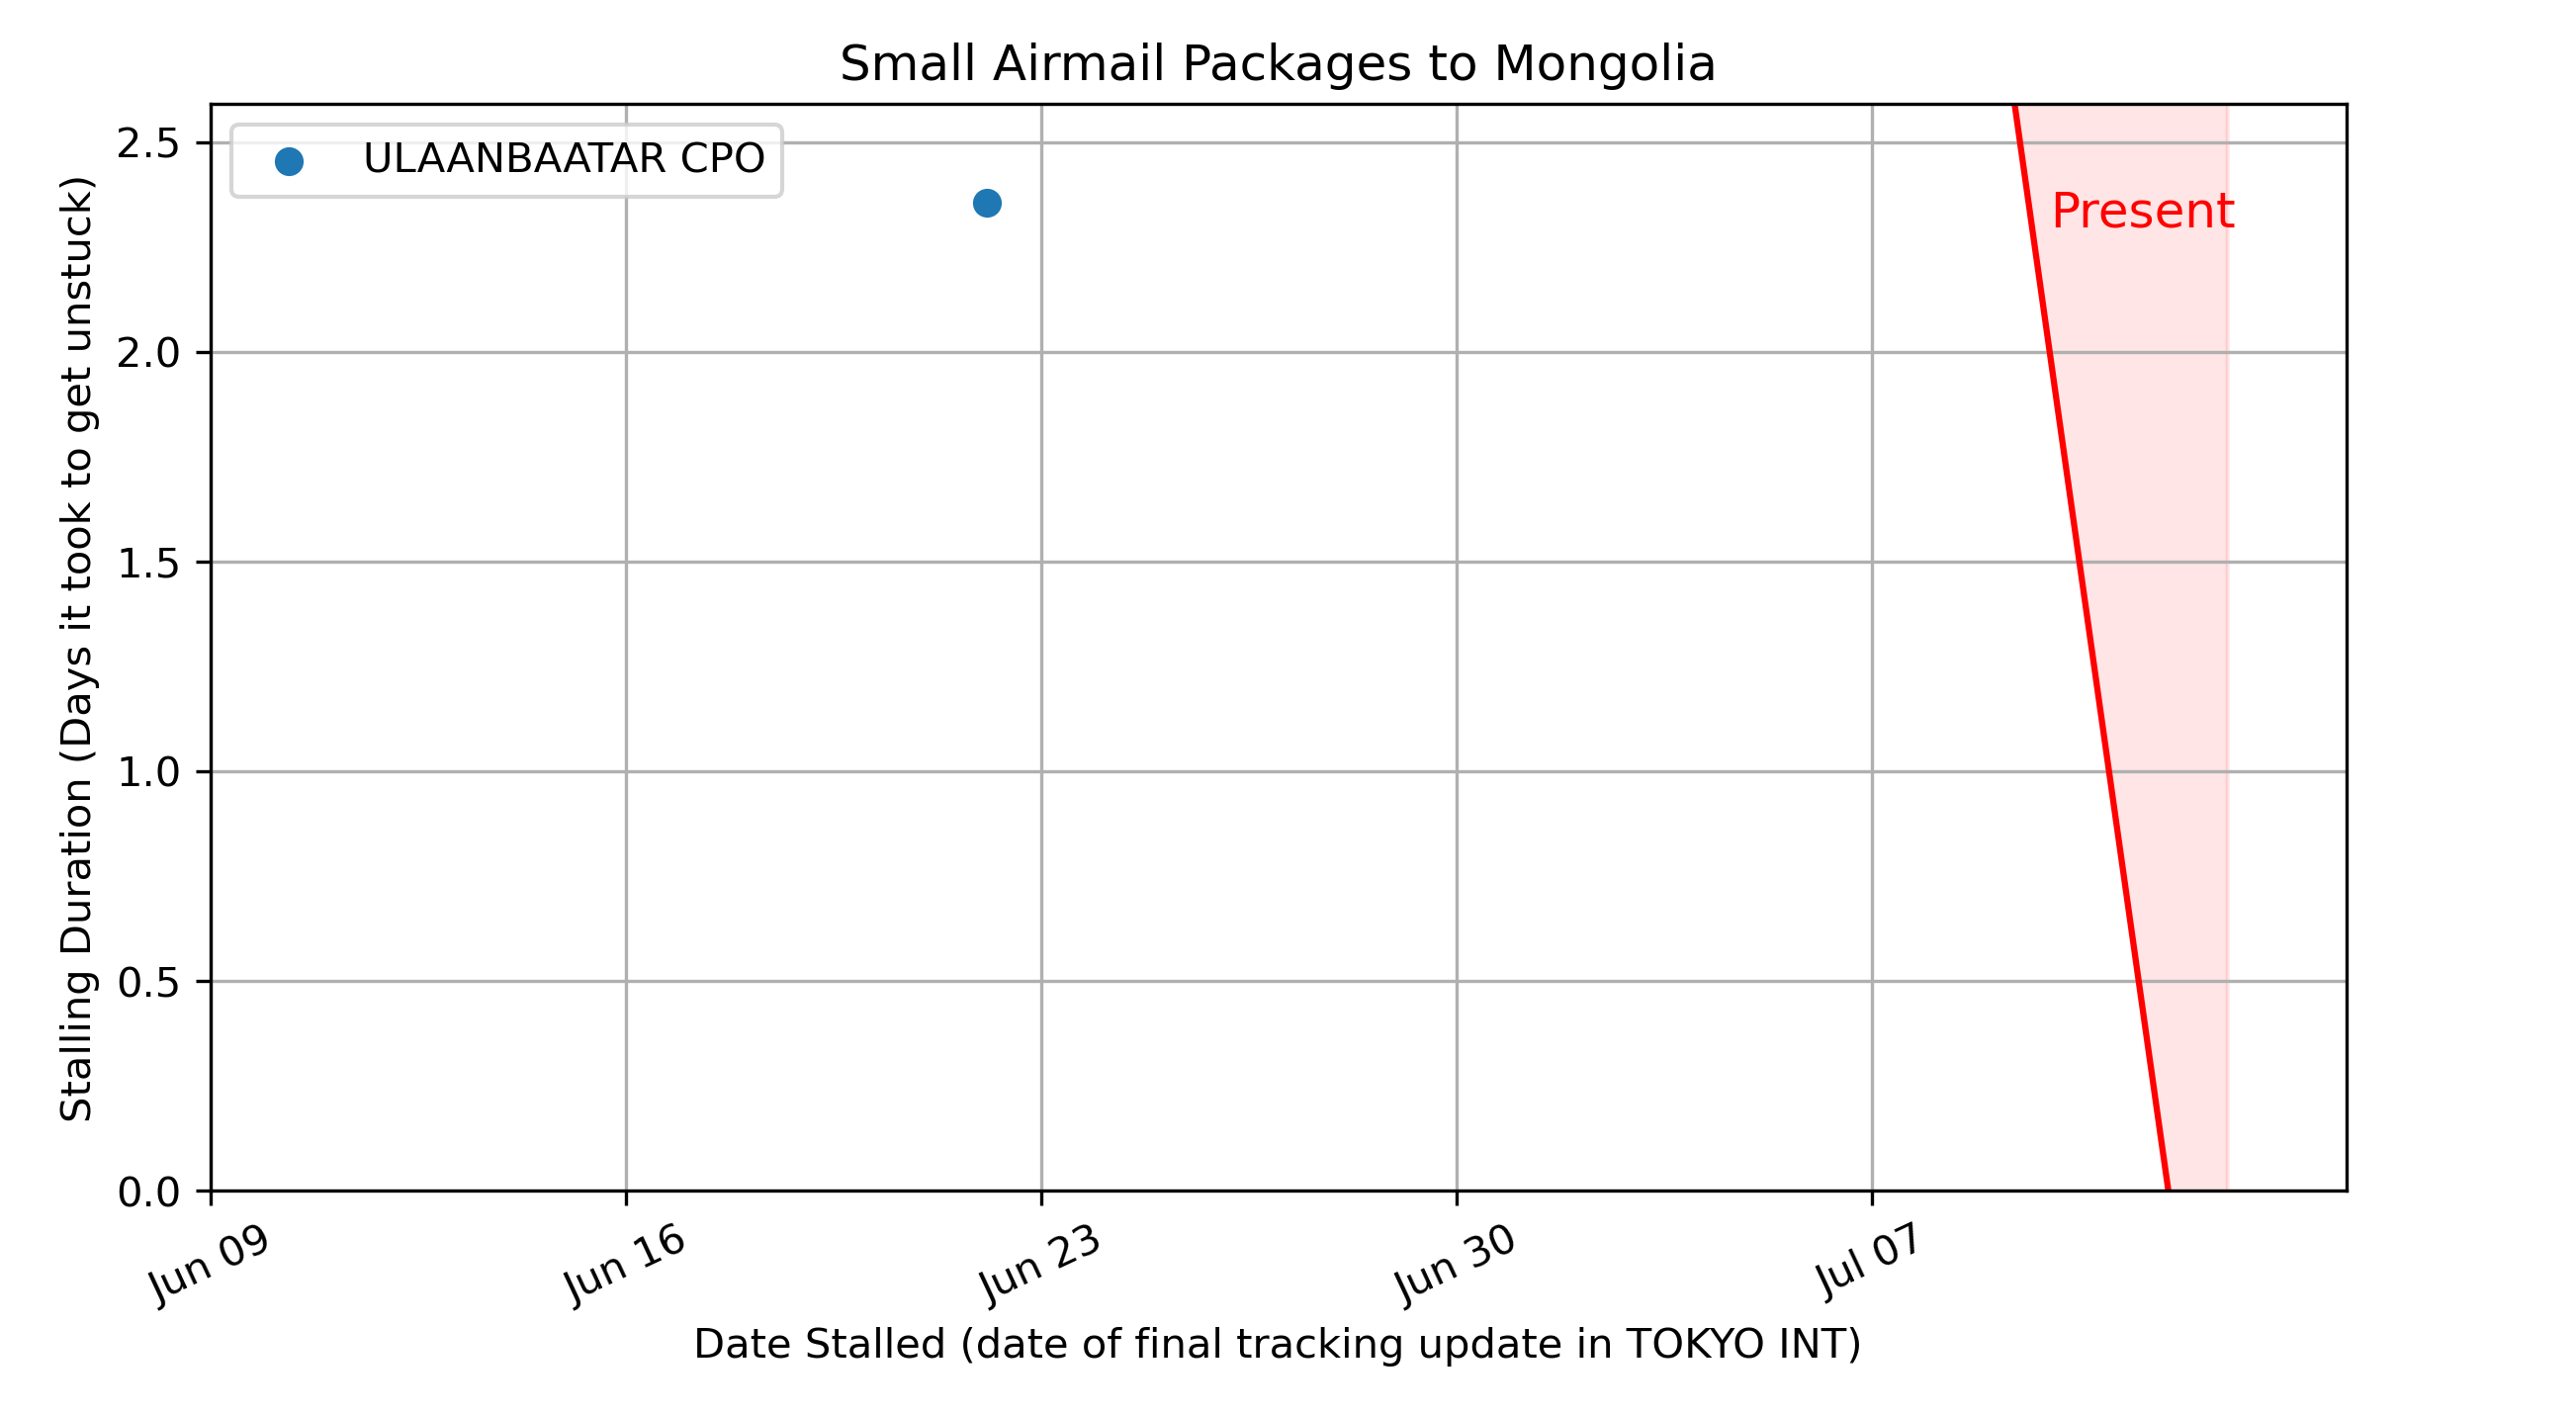 Small Airmail Packages to Mongolia
ULAANBAATAR CPO
Present
Stalling Duration (Days it took to get unstuck)
2.5
2.0
1.5
1.0
0.5
0.0
Jun 09
Jun 16
Jun 23
Jun 30
Jul 07
Date Stalled (date of final tracking update in TOKYO INT)